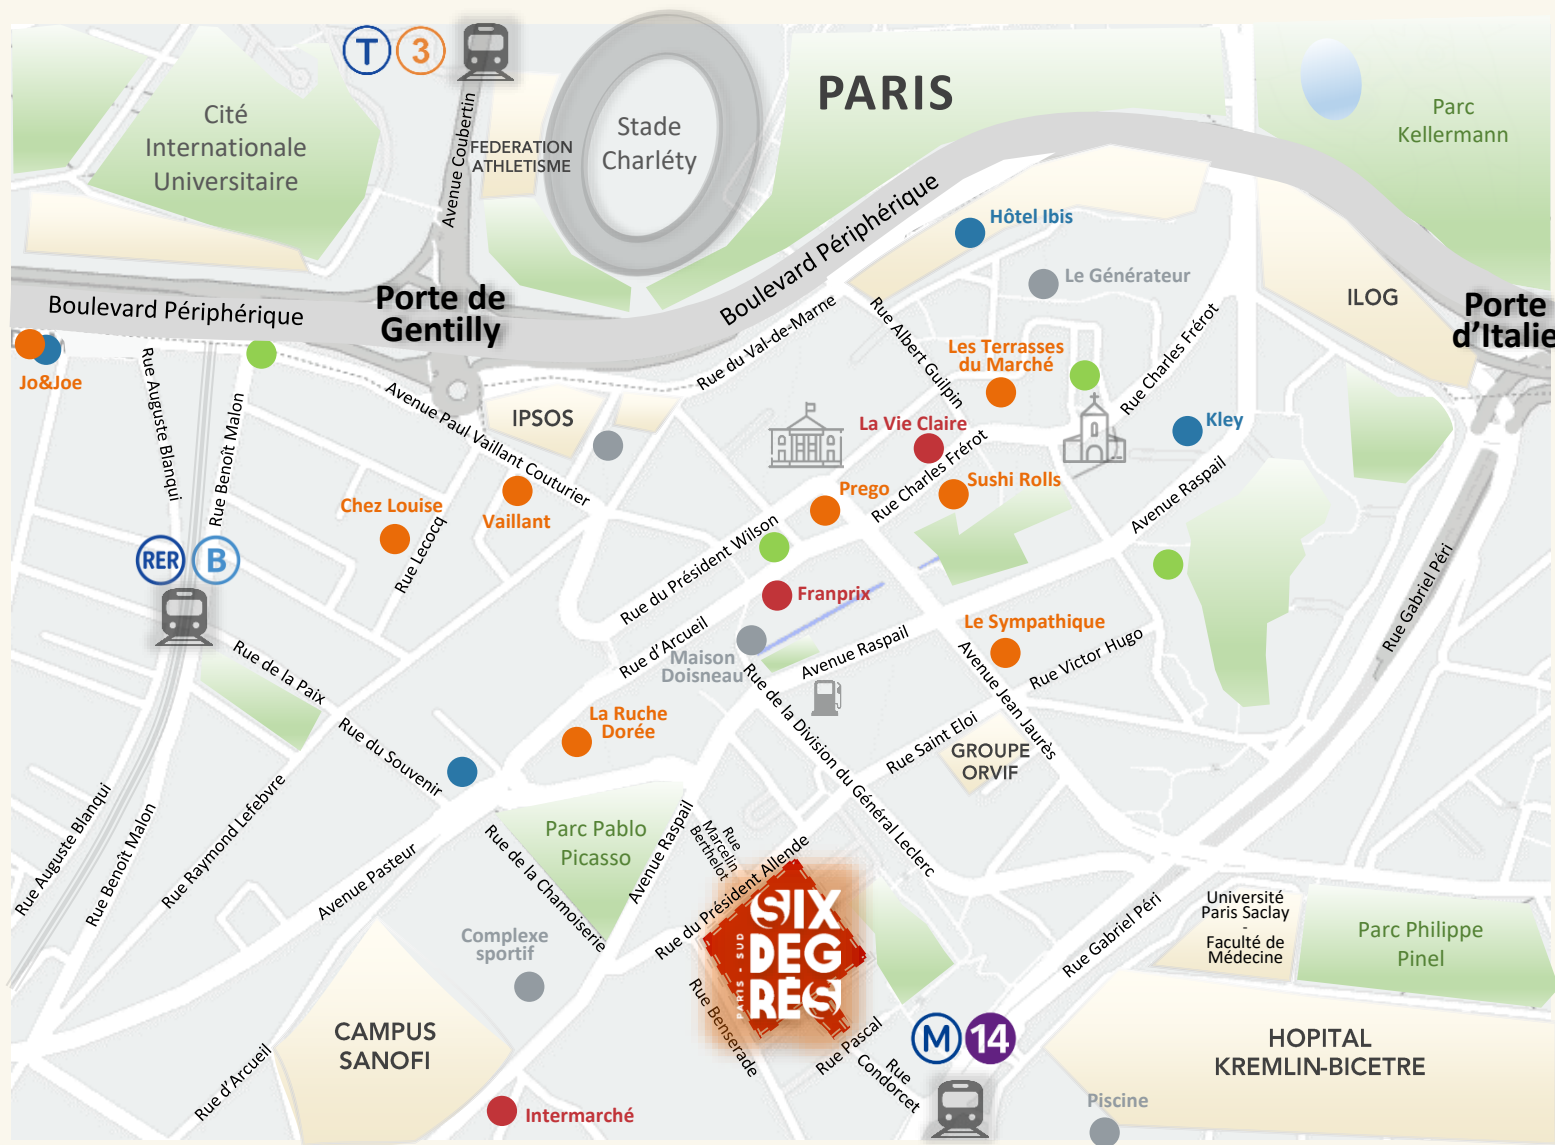 T
3
PARIS
Cité
Internationale
Universitaire
Avenue Coubertin
FEDERATION
ATHLETISME
Stade
Charléty
Parc
Kellermann
Boulevard Périphérique
Hôtel Ibis
Le Générateur
ILOG
Porte
d'Italie
Boulevard Périphérique
Porte de
Gentilly
Rue du Val-de-Marne
Rue Albert Guilpin
Les Terrasses
du Marché
Rue Charles Frérot
Jo&Joe
Rue Auguste Blanqui
Rue Benoît Malon
Avenue Paul Vaillant Couturier
IPSOS
La Vie Claire
Kley
Rue Charles Frérot
Sushi Rolls
Avenue Raspail
Prego
Chez Louise
Vaillant
Rue Lecocq
RER
B
Rue du Président Wilson
Franprix
Rue d'Arcueil
Maison
Doisneau
Avenue Raspail
Le Sympathique
Rue Victor Hugo
Rue Gabriel Péri
Avenue Jean Jaurès
Rue de la Paix
Rue du Souvenir
La Ruche
Dorée
Rue de la Division du Général Leclerc
Rue Saint Eloi
GROUPE
ORVIF
Rue Auguste Blanqui
Rue Benoît Malon
Rue Raymond Lefebvre
Avenue Pasteur
Parc Pablo
Picasso
Rue de la Chamoiserie
Avenue Raspail
Rue
Marcelin
Berthelot
Rue du Président Allende
SIX
DEG
RÉS
PARIS - SUD
Complexe
sportif
Université
Paris Saclay
-
Faculté de
Médecine
Parc Philippe
Pinel
Rue Gabriel Péri
Rue Benserade
Rue Pascal
Rue
Condorcet
M
14
CAMPUS
SANOFI
Rue d'Arcueil
Intermarché
HOPITAL
KREMLIN-BICETRE
Piscine